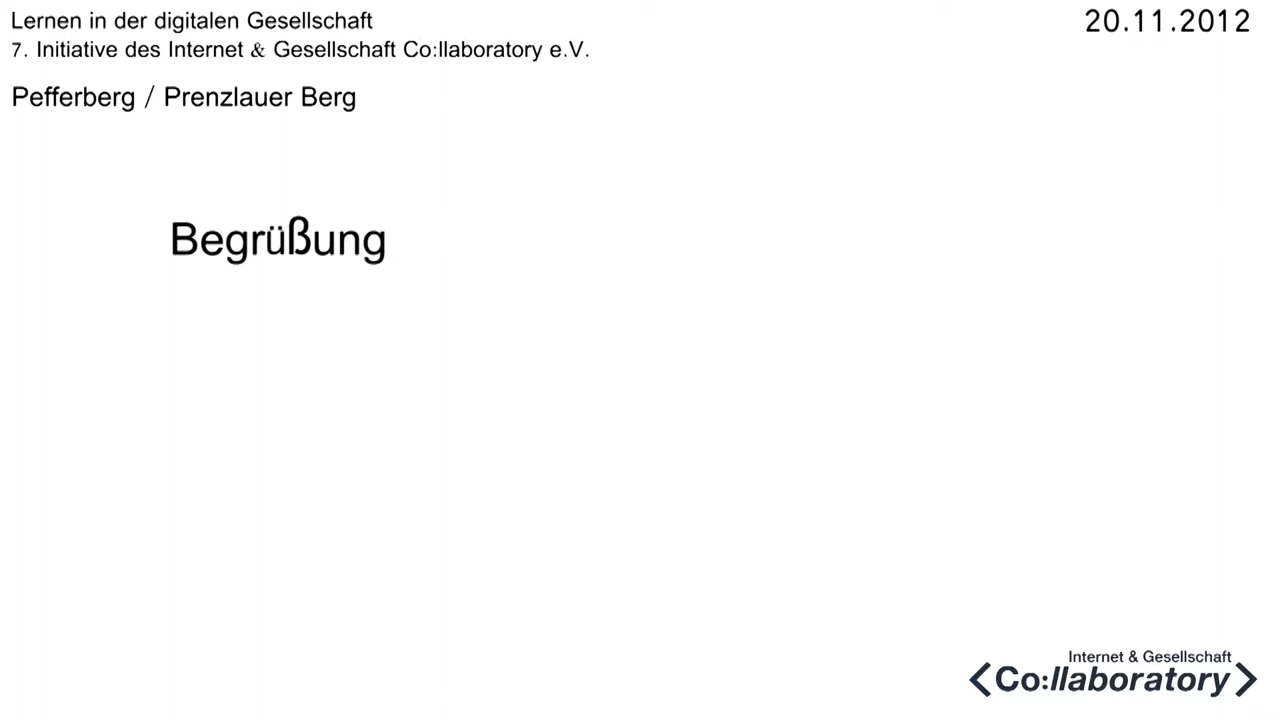 Lernen in der digitalen Gesellschaft
20.11.2012
7. Initiative des Internet & Gesellschaft Co:llaboratory e.V.
Pefferberg / Prenzlauer Berg
Begrüßung
Internet & Gesellschaft
<Co:llaboratory>